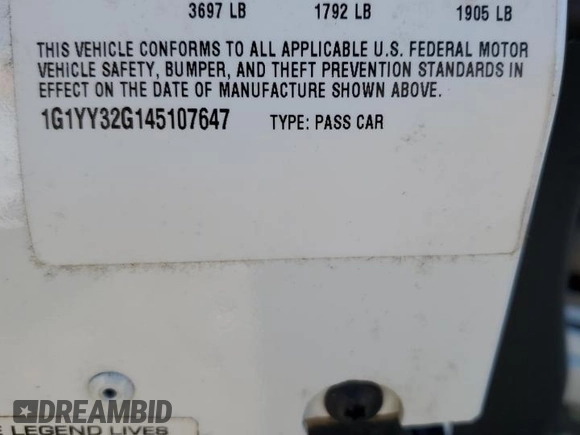 3697 LB 1792 LB 1905 LB
THIS VEHICLE CONFORMS TO ALL APPLICABLE U.S. FEDERAL MOTOR
VEHICLE SAFETY, BUMPER, AND THEFT PREVENTION STANDARDS IN
EFFECT ON THE DATE OF MANUFACTURE SHOWN ABOVE.
1G1YY32G145107647 TYPE: PASS CAR
DREAMBID
LEGEND LIVES